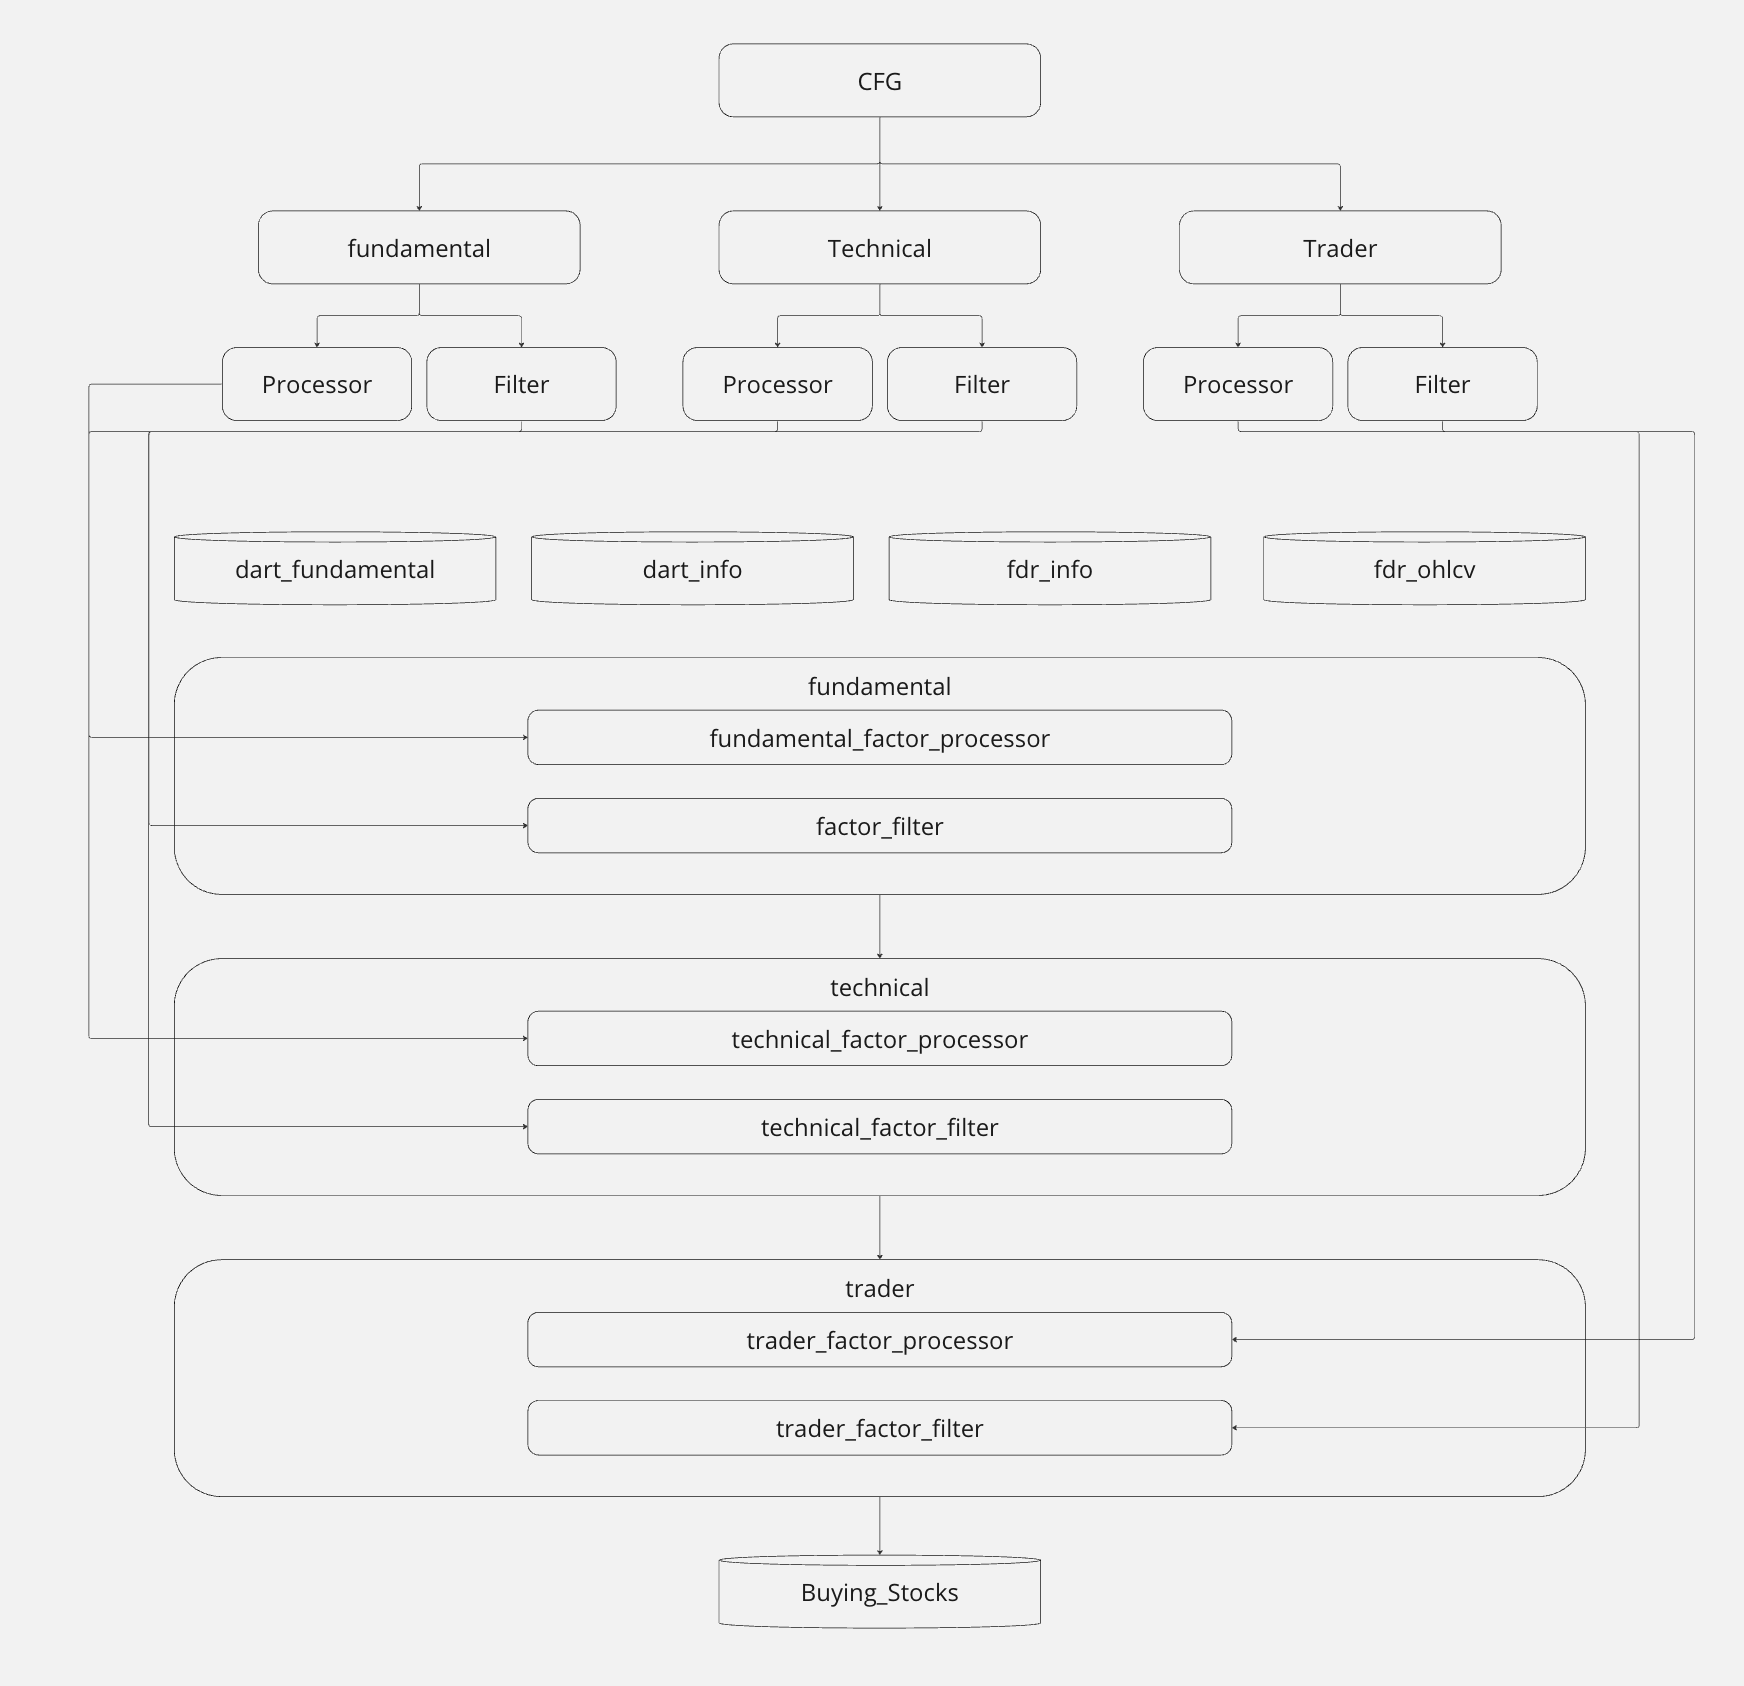 CFG
fundamental
Technical
Trader
Processor
Filter
Processor
Filter
Processor
Filter
dart_fundamental
dart_info
fdr_info
fdr_ohlcv
fundamental
fundamental_factor_processor
factor_filter
technical
technical_factor_processor
technical_factor_filter
trader
trader_factor_processor
trader_factor_filter
Buying_Stocks